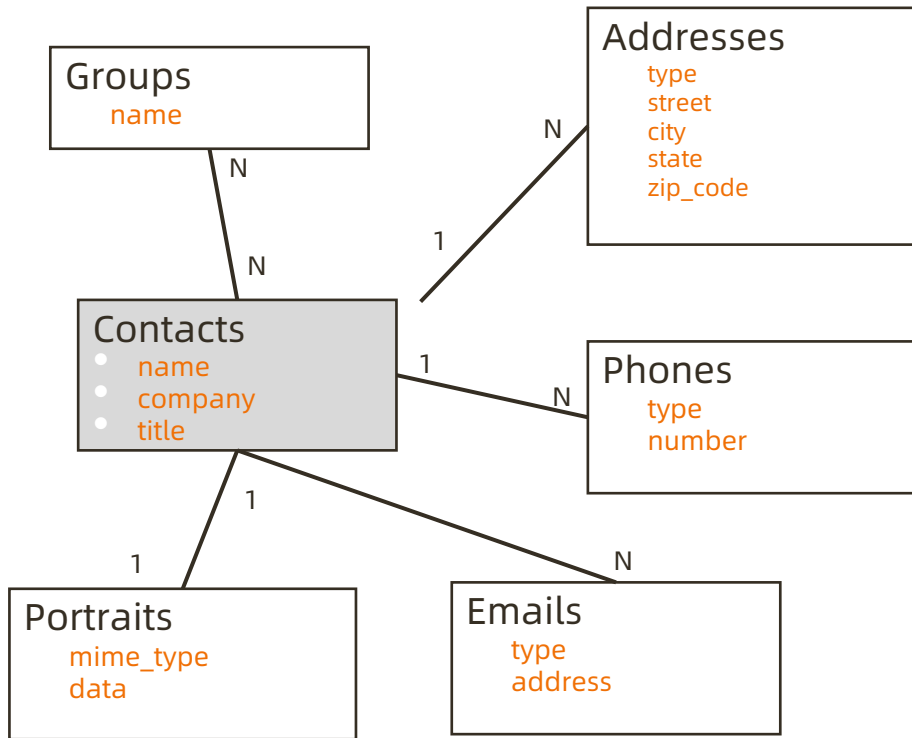 Groups
name
N
N
Addresses
type
street
city
state
zip_code
N
1
Contacts
name
company
title
1
N
Phones
type
number
1
1
N
Portraits
mime_type
data
Emails
type
address